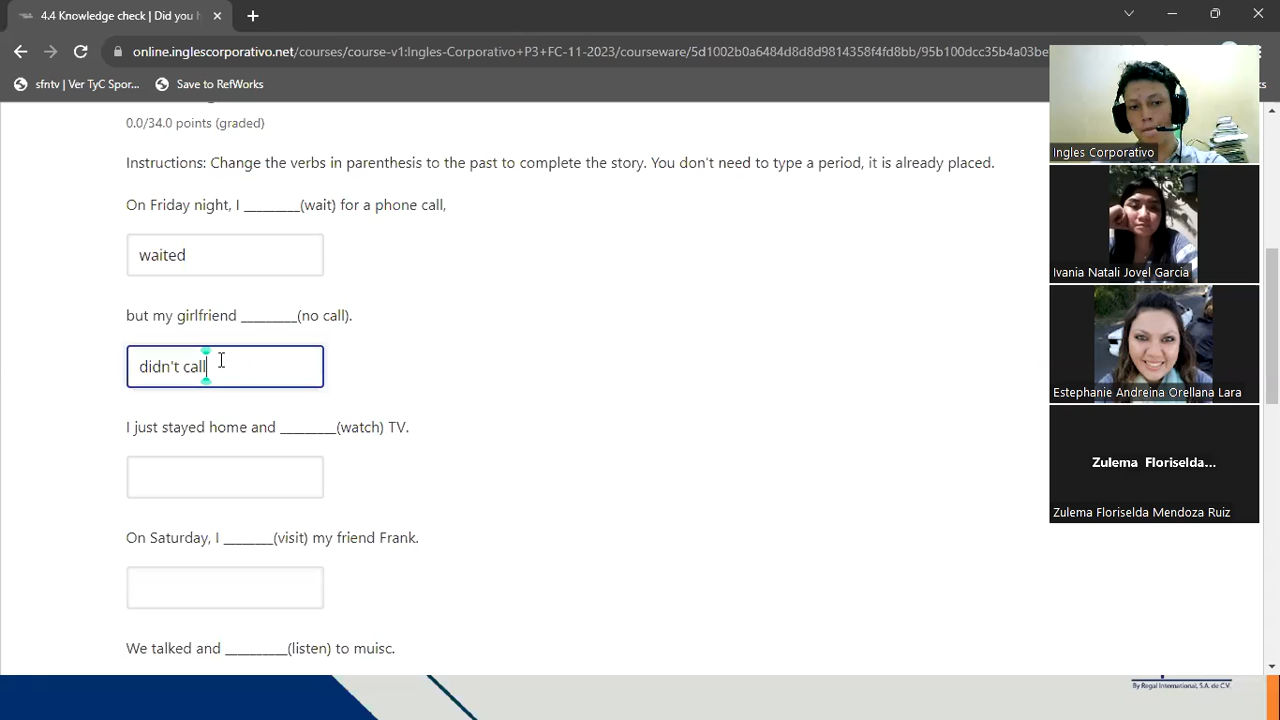 4.4 Knowledge check | Did you h
online.inglescorporativo.net/courses/course-v1:Ingles-Corporativo+P3+FC-11-2023/courseware/5d1002b0a6484d8d8d9814358f4fd8bb/95b100dcc35b4a03be
sfntv | Ver TyC Spor... Save to RefWorks
0.0/34.0 points (graded)
Instructions: Change the verbs in parenthesis to the past to complete the story. You don't need to type a period, it is already placed.
On Friday night, I ________(wait) for a phone call,
waited
but my girlfriend ________(no call).
didn't call
I just stayed home and ________(watch) TV.
On Saturday, I _______(visit) my friend Frank.
We talked and _________(listen) to muisc.
Ingles Corporativo
Ivania Natali Jovel Garcia
Estephanie Andreina Orellana Lara
Zulema Floriselda...
Zulema Floriselda Mendoza Ruiz
By Regal International, S.A. de C.V.